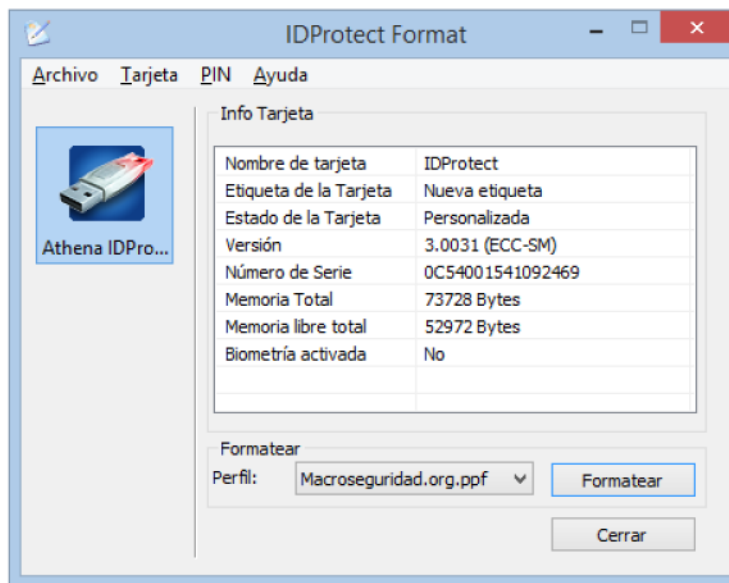 IDProtect Format
Archivo Tarjeta PIN Ayuda
Athena IDPro...
Info Tarjeta
Nombre de tarjeta IDProtect
Etiqueta de la Tarjeta Nueva etiqueta
Estado de la Tarjeta Personalizada
Versión 3.0031 (ECC-SM)
Número de Serie 0C54001541092469
Memoria Total 73728 Bytes
Memoria libre total 52972 Bytes
Biometría activada No
Formatear
Perfil: Macroseguridad.org.ppf Formatear
Cerrar